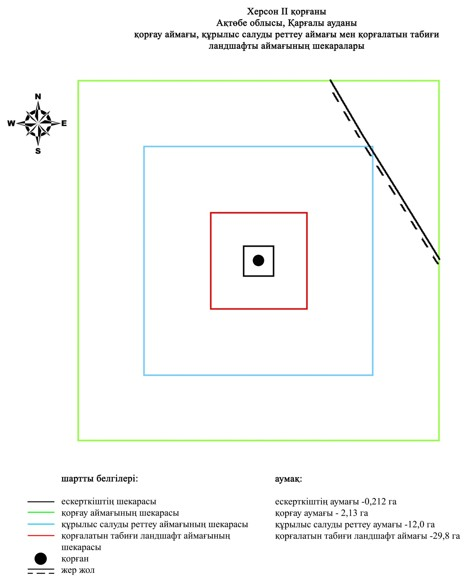 Херсон II қорғаны
Ақтөбе облысы, Қарғалы ауданы
қорғау аймағы, құрылыс салуды реттеу аймағы мен қорғалатын табиғи
ландшафты аймағының шекаралары
N
W E
S
шартты белгілері:
ескерткіштің шекарасы
қорғау аймағының шекарасы
құрылыс салуды реттеу аймағының шекарасы
қорғалатын табиғи ландшафт аймағының
шекарасы
қорған
жер жол
аумақ:
ескерткіштің аумағы -0,212 га
қорғау аумағы - 2,13 га
құрылыс салуды реттеу аумағы -12,0 га
қорғалатын табиғи ландшафт аймағы -29,8 га